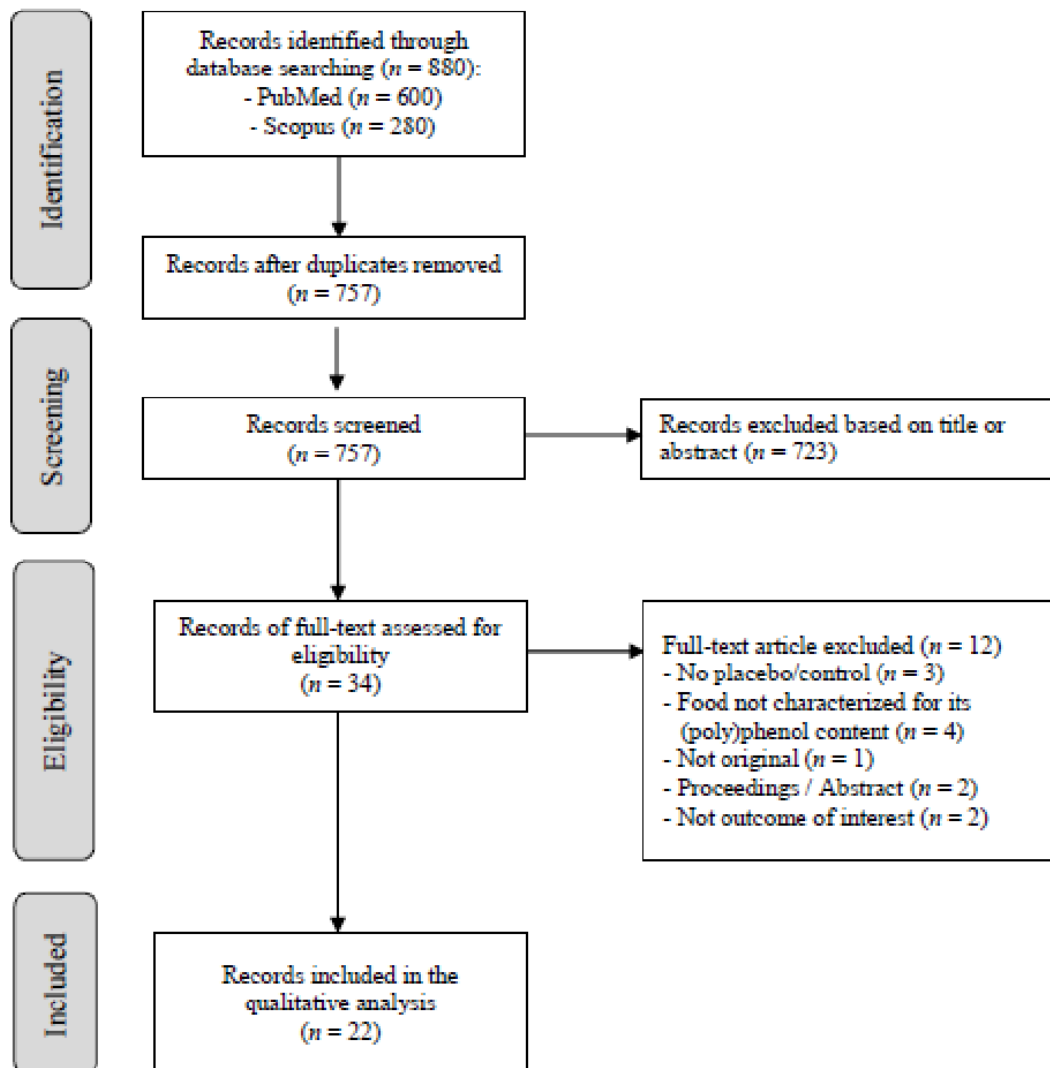 Identification
Records identified through
database searching (n = 880):
- PubMed (n = 600)
- Scopus (n = 280)
Records after duplicates removed
(n = 757)
Screening
Records screened
(n = 757)
Records excluded based on title or
abstract (n = 723)
Eligibility
Records of full-text assessed for
eligibility
(n = 34)
Full-text article excluded (n = 12)
- No placebo/control (n = 3)
- Food not characterized for its
(poly)phenol content (n = 4)
- Not original (n = 1)
- Proceedings / Abstract (n = 2)
- Not outcome of interest (n = 2)
Included
Records included in the
qualitative analysis
(n = 22)